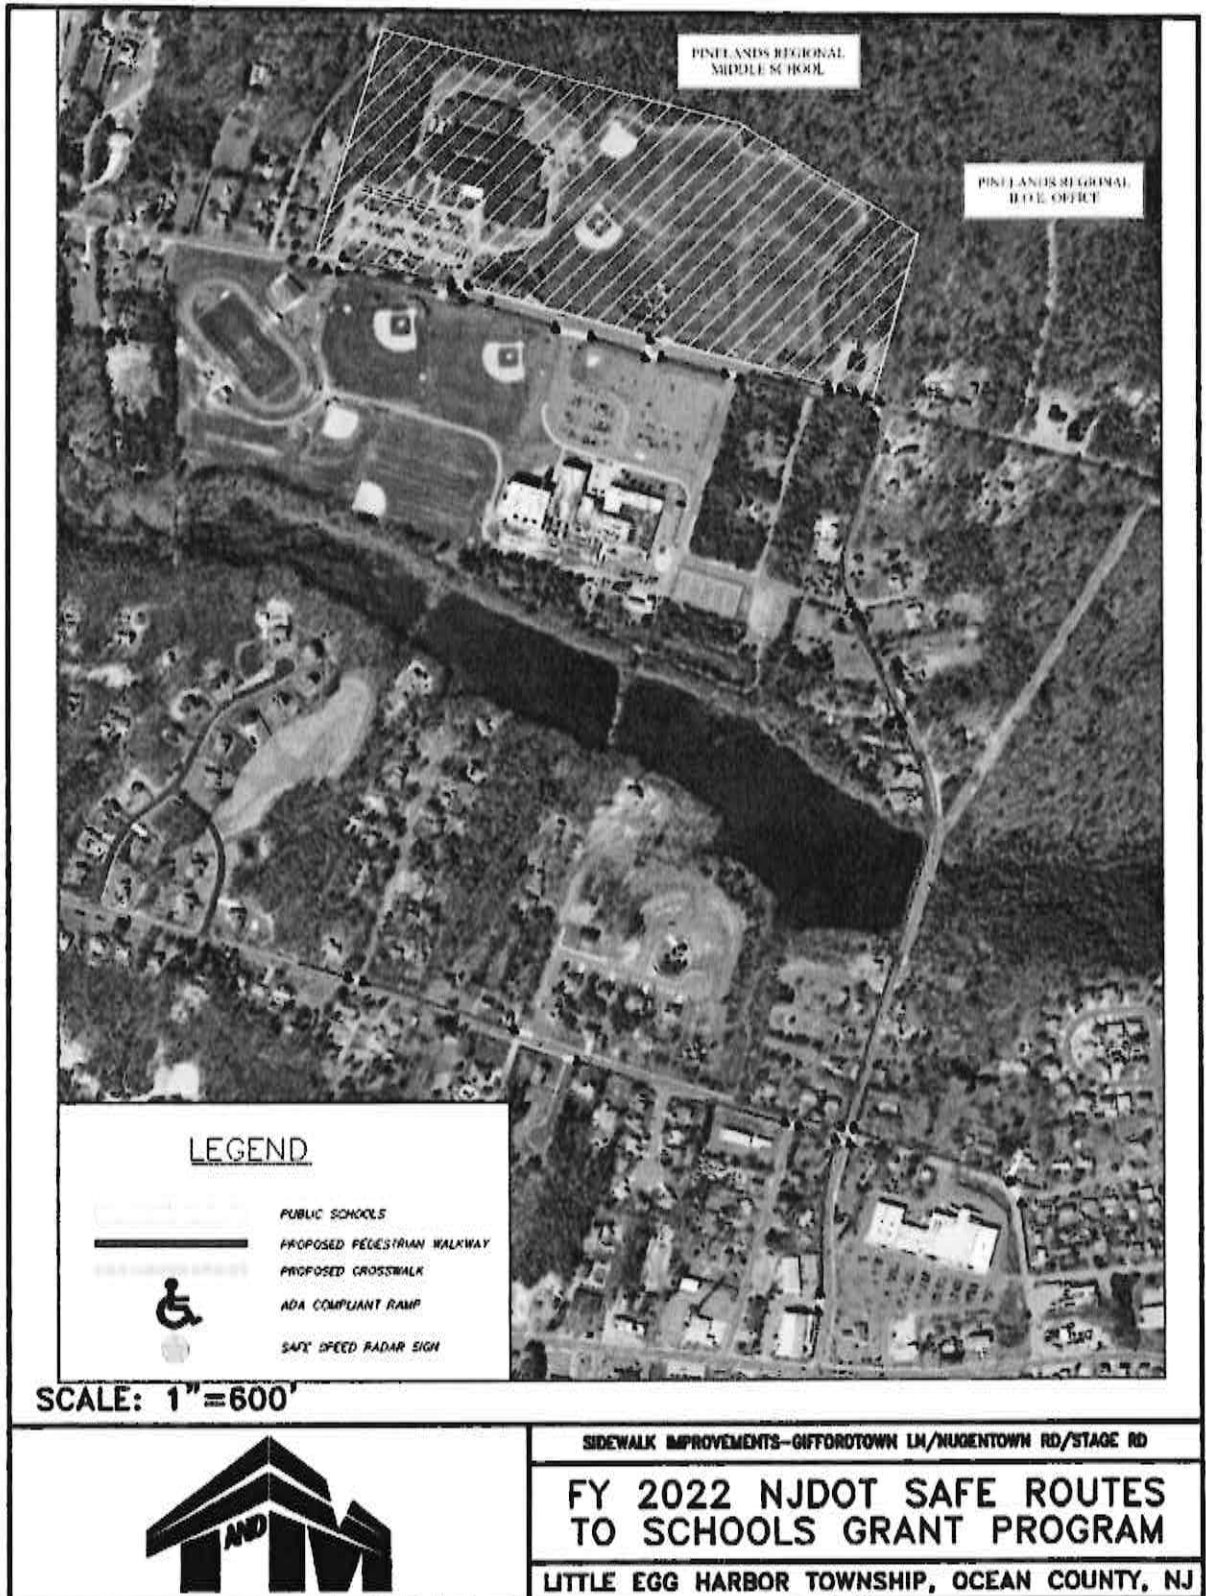 PINELANDS REGIONAL
MIDDLE SCHOOL
PINELANDS REGIONAL
B.O.E. OFFICE
LEGEND
PUBLIC SCHOOLS
PROPOSED PEDESTRIAN WALKWAY
PROPOSED CROSSWALK
ADA COMPLIANT RAMP
SAFE SPEED RADAR SIGN
SCALE: 1"=600'
AND
SIDEWALK IMPROVEMENTS-GIFFORDTOWN LN/NUGENTOWN RD/STAGE RD
FY 2022 NJDOT SAFE ROUTES
TO SCHOOLS GRANT PROGRAM
LITTLE EGG HARBOR TOWNSHIP, OCEAN COUNTY, NJ